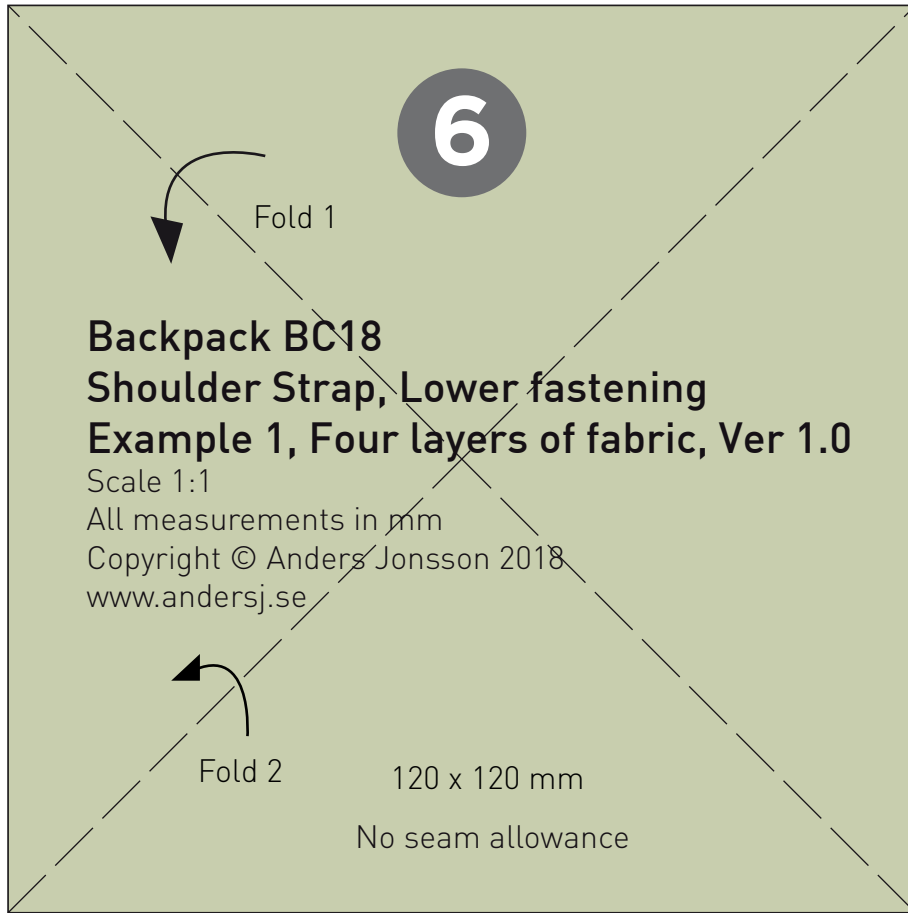 6
Fold 1
Backpack BC18
Shoulder Strap, Lower fastening
Example 1, Four layers of fabric, Ver 1.0
Scale 1:1
All measurements in mm
Copyright © Anders Jonsson 2018
www.andersj.se
Fold 2
120 x 120 mm
No seam allowance